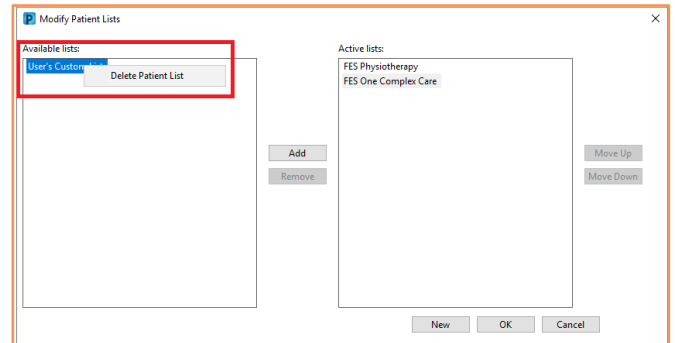 Modify Patient Lists
Available lists:
Active lists:
User's Custom
Delete Patient List
FES Physiotherapy
FES One Complex Care
Add
Remove
Move Up
Move Down
New
OK
Cancel